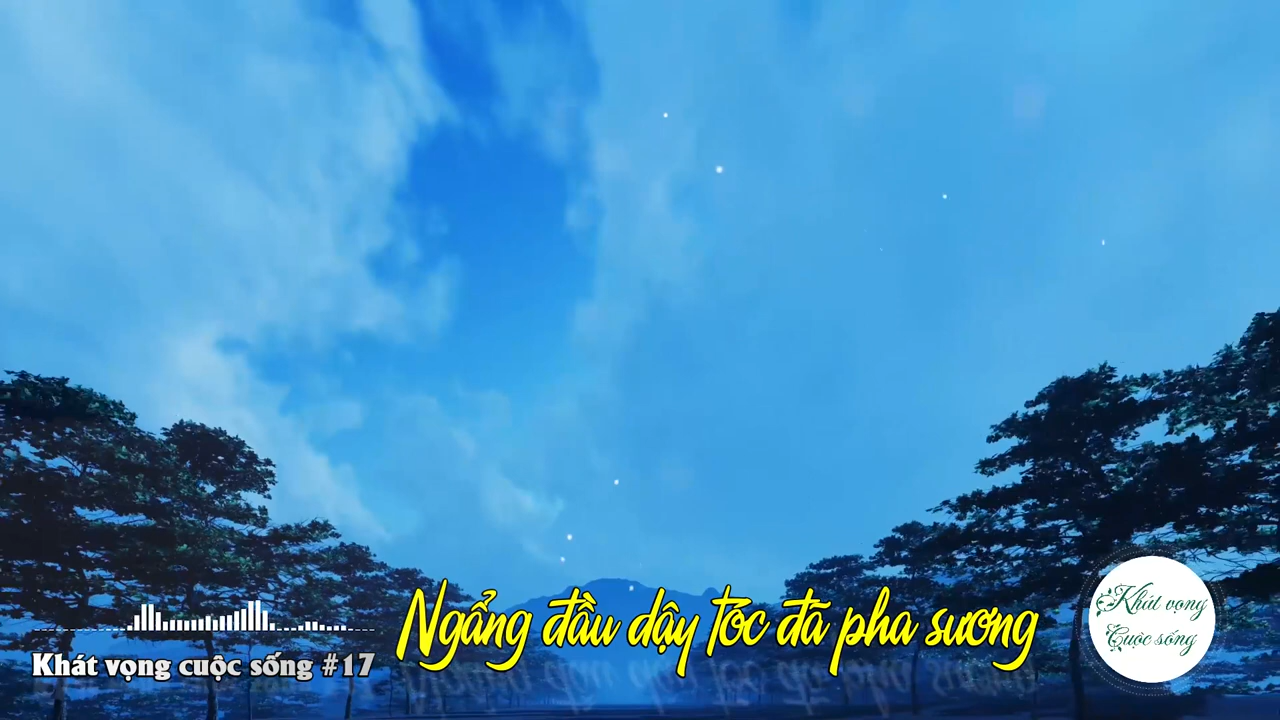 Ngẩng đầu dậy tóc đã pha sương
Khát vọng cuộc sống #17
Khát vọng
Cuộc sống